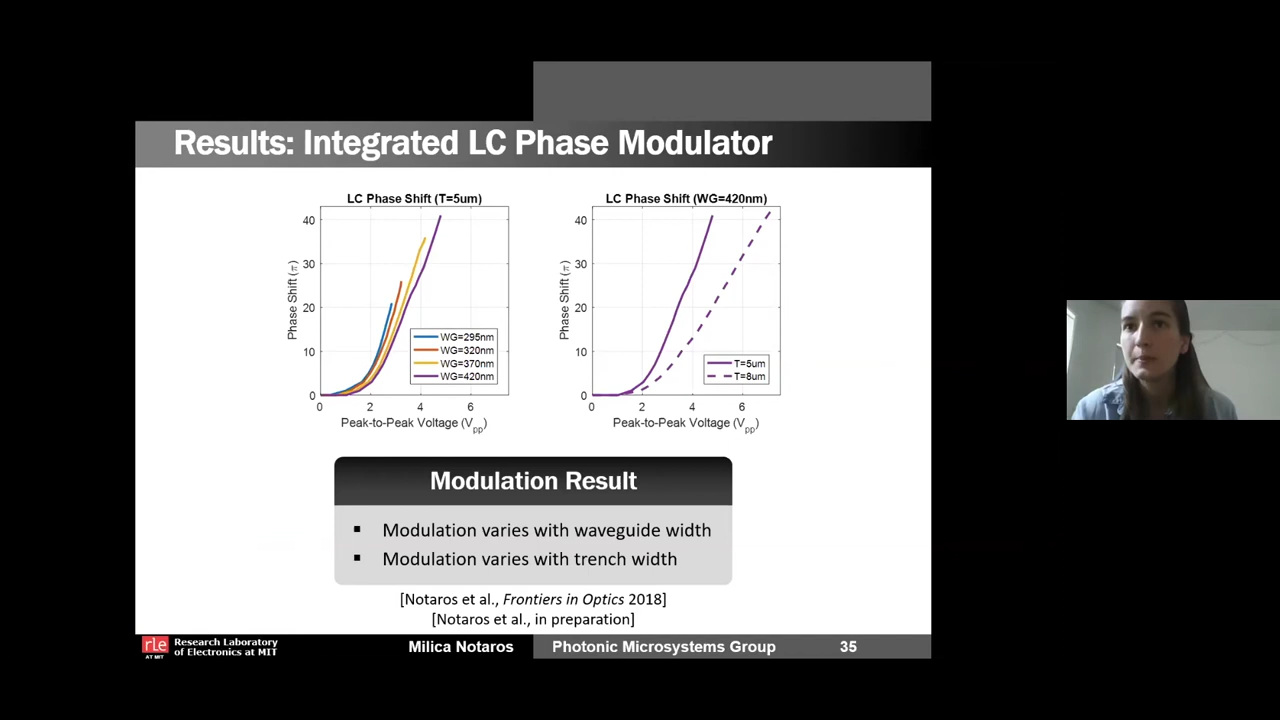 Results: Integrated LC Phase Modulator
LC Phase Shift (T=5um)
40
30
20
10
0
0 2 4 6
Phase Shift (π)
Peak-to-Peak Voltage (Vpp)
WG=295nm
WG=320nm
WG=370nm
WG=420nm
LC Phase Shift (WG=420nm)
40
30
20
10
0
0 2 4 6
Phase Shift (π)
Peak-to-Peak Voltage (Vpp)
T=5um
T=8um
Modulation Result
▪ Modulation varies with waveguide width
▪ Modulation varies with trench width
[Notaros et al., Frontiers in Optics 2018]
[Notaros et al., in preparation]
rle
AT MIT
Research Laboratory
of Electronics at MIT
Milica Notaros
Photonic Microsystems Group
35